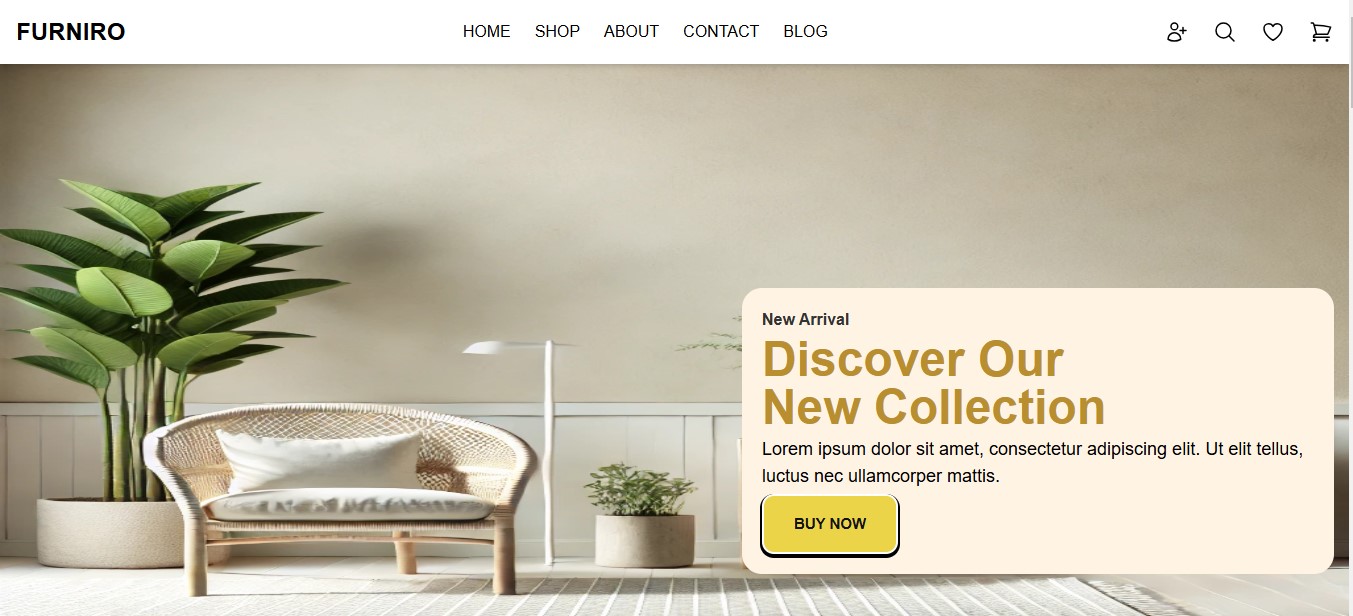 FURNIRO
HOME SHOP ABOUT CONTACT BLOG
New Arrival
Discover Our
New Collection
Lorem ipsum dolor sit amet, consectetur adipiscing elit. Ut elit tellus,
luctus nec ullamcorper mattis.
BUY NOW